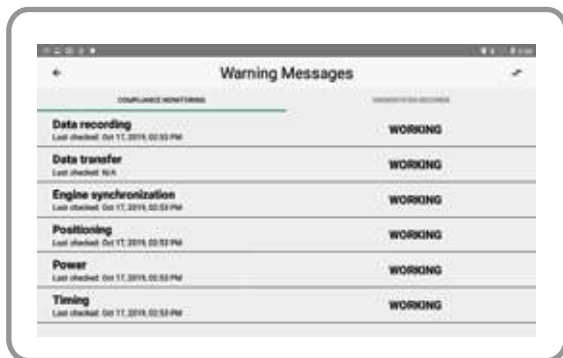 Warning Messages
COMPLIANCE MONITORING
UNIDENTIFIED RECORDS
Data recording
Last checked: Oct 17, 2019, 02:53 PM
WORKING
Data transfer
Last checked: N/A
WORKING
Engine synchronization
Last checked: Oct 17, 2019, 02:53 PM
WORKING
Positioning
Last checked: Oct 17, 2019, 02:53 PM
WORKING
Power
Last checked: Oct 17, 2019, 02:53 PM
WORKING
Timing
Last checked: Oct 17, 2019, 02:53 PM
WORKING